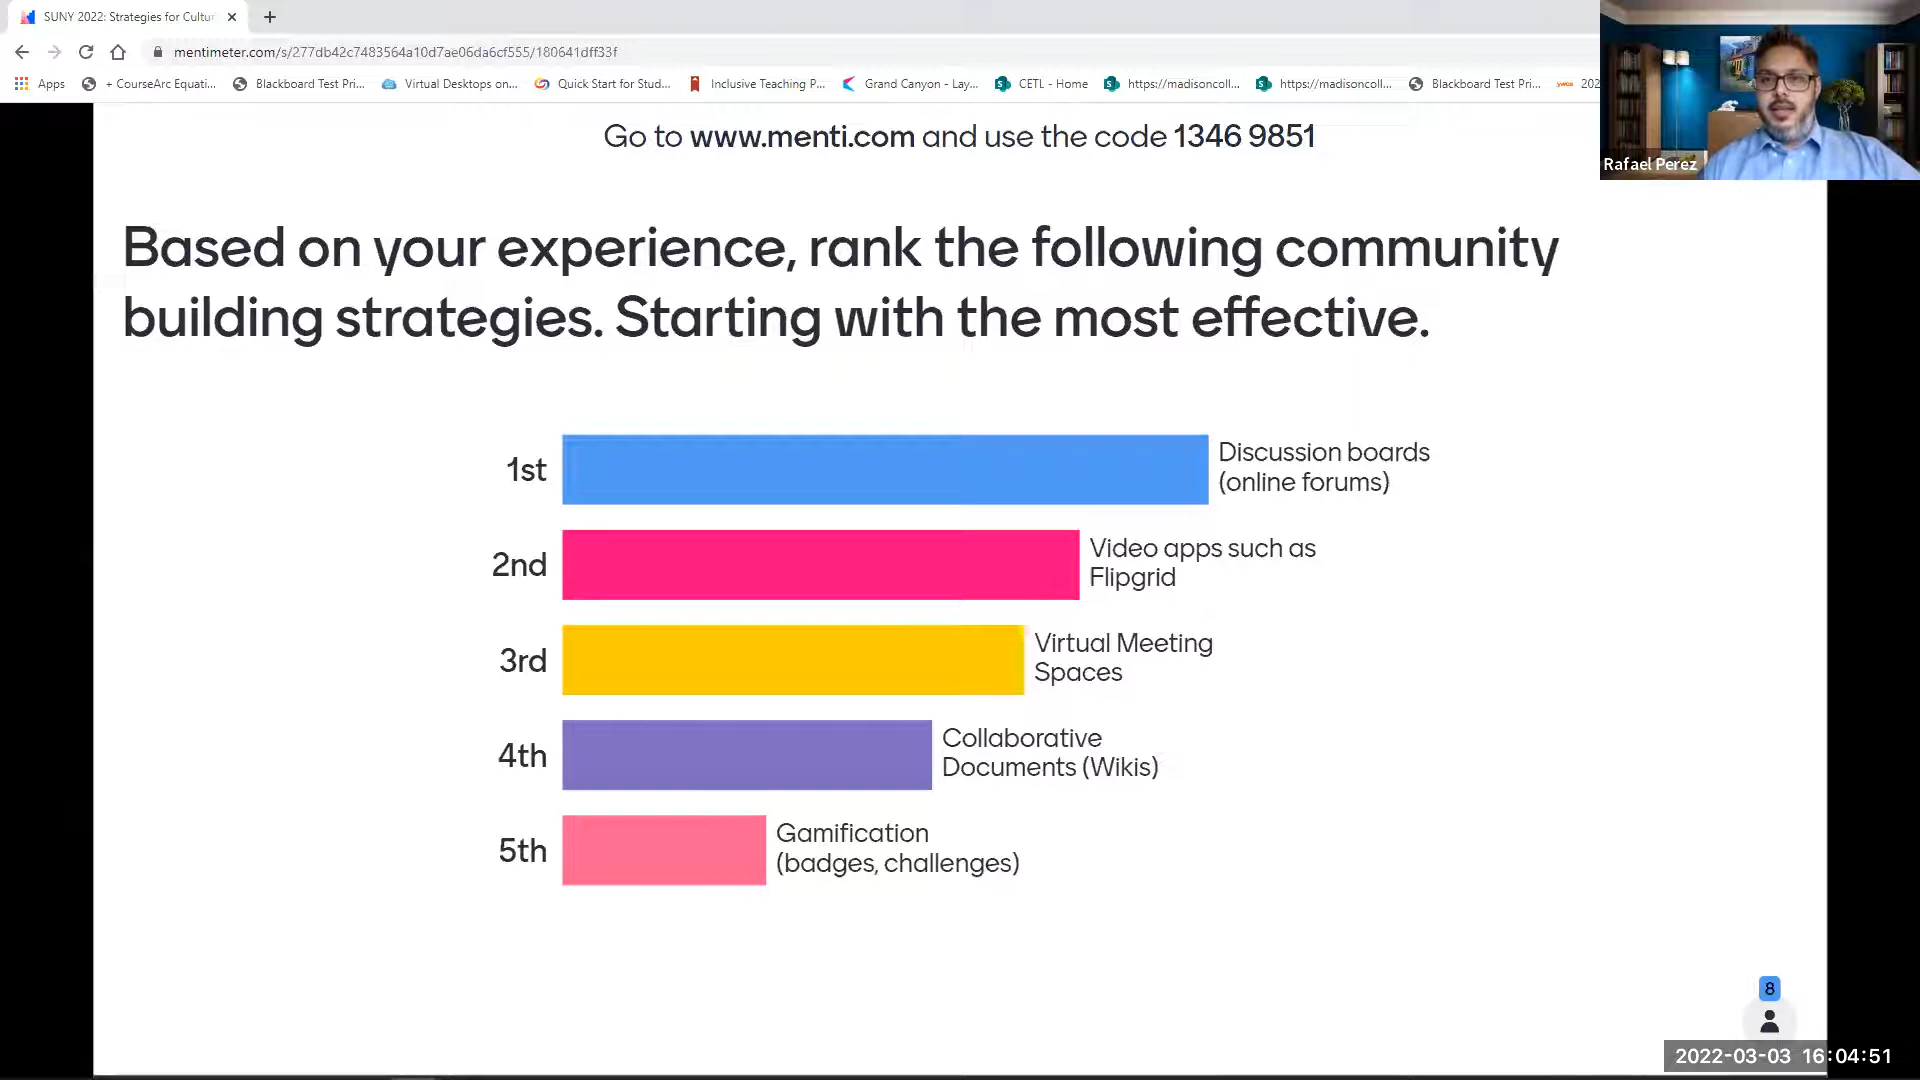 SUNY 2022: Strategies for Cultur
mentimeter.com/s/277db42c7483564a10d7ae06da6cf555/180641dff33f
Apps + CourseArc Equati... Blackboard Test Pri... Virtual Desktops on... Quick Start for Stud... Inclusive Teaching P... Grand Canyon - Lay... CETL - Home https://madisoncoll... https://madisoncoll... Blackboard Test Pri... ywca 202
Rafael Perez
Go to www.menti.com and use the code 1346 9851
Based on your experience, rank the following community
building strategies. Starting with the most effective.
1st
Discussion boards
(online forums)
2nd
Video apps such as
Flipgrid
3rd
Virtual Meeting
Spaces
4th
Collaborative
Documents (Wikis)
5th
Gamification
(badges, challenges)
8
2022-03-03 16:04:51